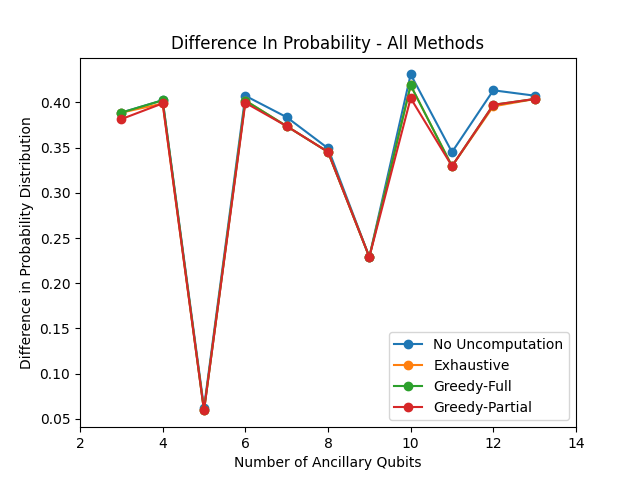 Difference In Probability - All Methods
Difference in Probability Distribution
0.40
0.35
0.30
0.25
0.20
0.15
0.10
0.05
No Uncomputation
Exhaustive
Greedy-Full
Greedy-Partial
2 4 6 8 10 12 14
Number of Ancillary Qubits